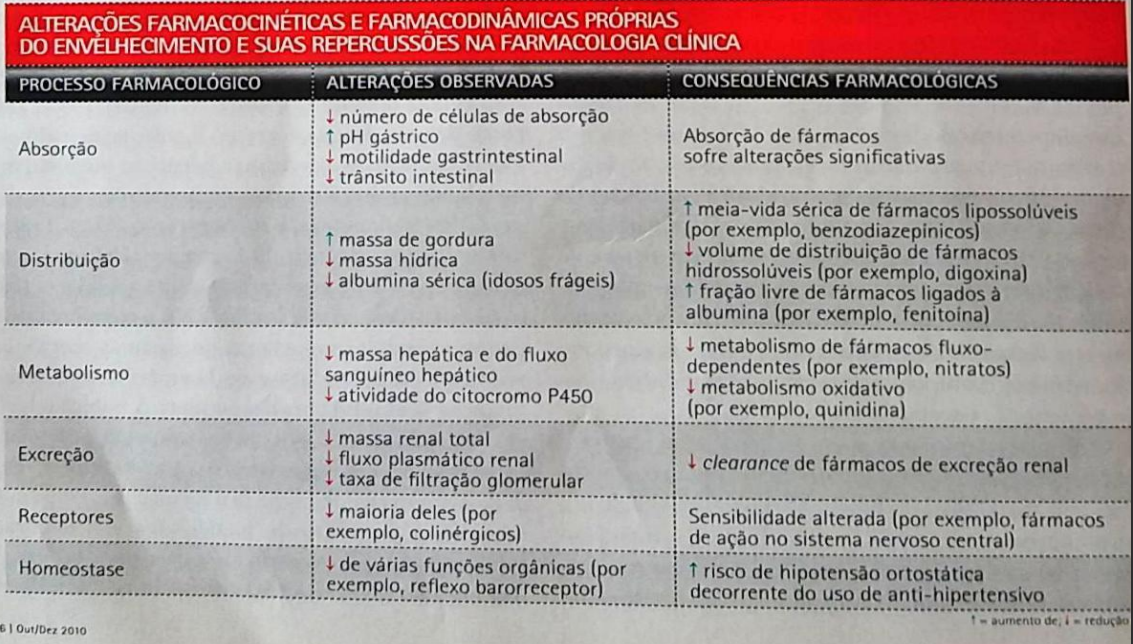 ALTERAÇÕES FARMACOCINÉTICAS E FARMACODINÂMICAS PRÓPRIAS
DO ENVELHECIMENTO E SUAS REPERCUSSÕES NA FARMACOLOGIA CLÍNICA
PROCESSO FARMACOLÓGICO
ALTERAÇÕES OBSERVADAS
CONSEQUÊNCIAS FARMACOLÓGICAS
Absorção
↓ número de células de absorção
↑ pH gástrico
↓ motilidade gastrintestinal
↓ trânsito intestinal
Absorção de fármacos
sofre alterações significativas
Distribuição
↑ massa de gordura
↓ massa hídrica
↓ albumina sérica (idosos frágeis)
↑ meia-vida sérica de fármacos lipossolúveis
(por exemplo, benzodiazepínicos)
↓ volume de distribuição de fármacos
hidrossolúveis (por exemplo, digoxina)
↑ fração livre de fármacos ligados à
albumina (por exemplo, fenitoína)
Metabolismo
↓ massa hepática e do fluxo
sanguíneo hepático
↓ atividade do citocromo P450
↓ metabolismo de fármacos fluxo-
dependentes (por exemplo, nitratos)
↓ metabolismo oxidativo
(por exemplo, quinidina)
Excreção
↓ massa renal total
↓ fluxo plasmático renal
↓ taxa de filtração glomerular
↓ clearance de fármacos de excreção renal
Receptores
↓ maioria deles (por
exemplo, colinérgicos)
Sensibilidade alterada (por exemplo, fármacos
de ação no sistema nervoso central)
Homeostase
↓ de várias funções orgânicas (por
exemplo, reflexo barorreceptor)
↑ risco de hipotensão ortostática
decorrente do uso de anti-hipertensivo
↑ = aumento de; ↓ = redução
6 | Out/Dez 2010